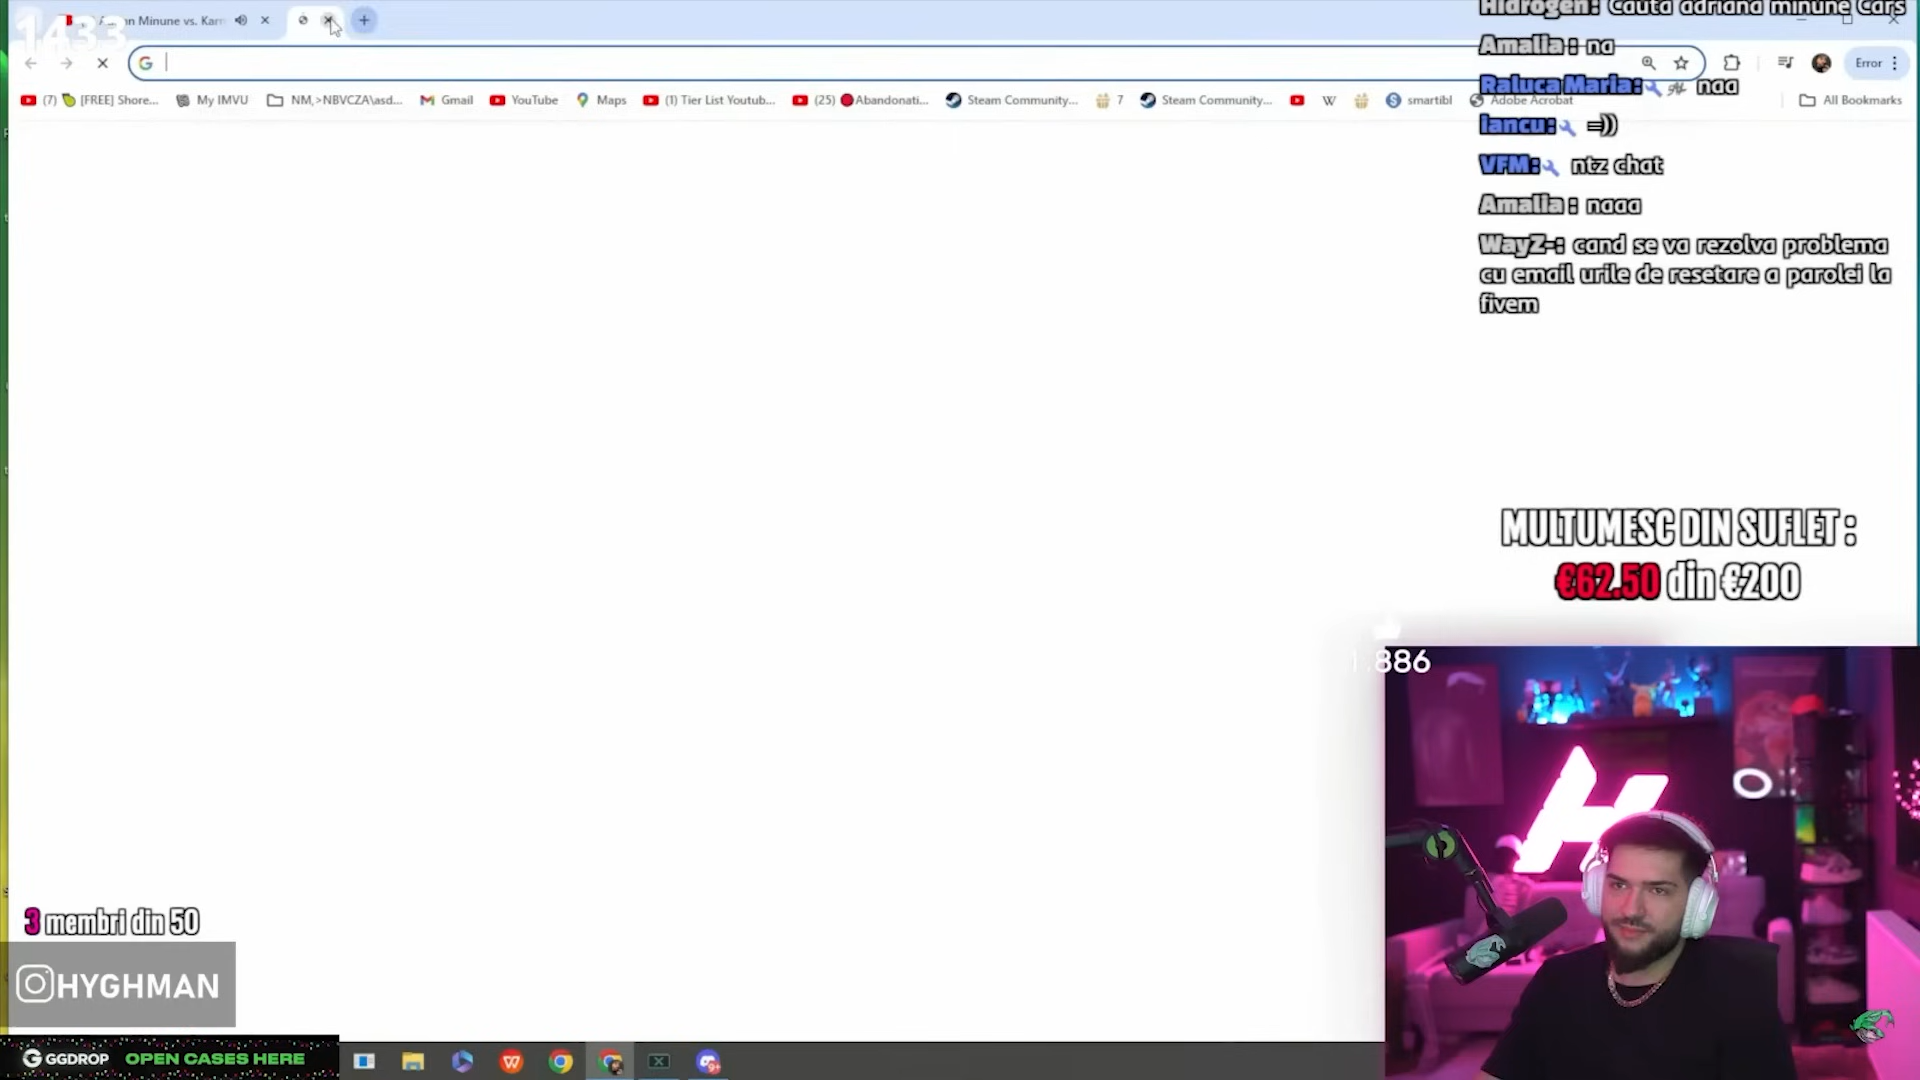 1433
n Minune vs. Karn
Error
(7) [FREE] Shore...
My IMVU
NM,>NBVCZA\asd...
Gmail
YouTube
Maps
(1) Tier List Youtub...
(25) Abandonati...
Steam Community...
7
Steam Community...
W
smartibl
Adobe Acrobat
All Bookmarks
Hidrogen: Cauta adriana minune Cars
Amalia : na
Raluca Maria: naa
iancu: =))
VFM: ntz chat
Amalia : naaa
WayZ-: cand se va rezolva problema
cu email urile de resetare a parolei la
fivem
MULTUMESC DIN SUFLET :
€62.50 din €200
886
3 membri din 50
HYGHMAN
GGDROP OPEN CASES HERE